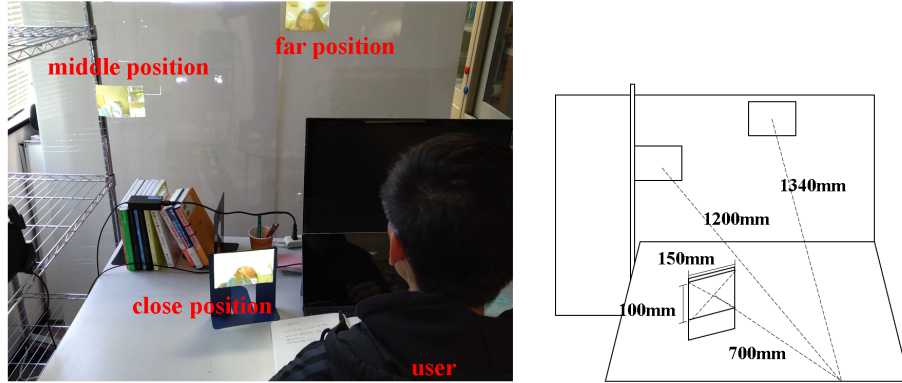 far position
middle position
close position
user
1340mm
1200mm
150mm
100mm
700mm